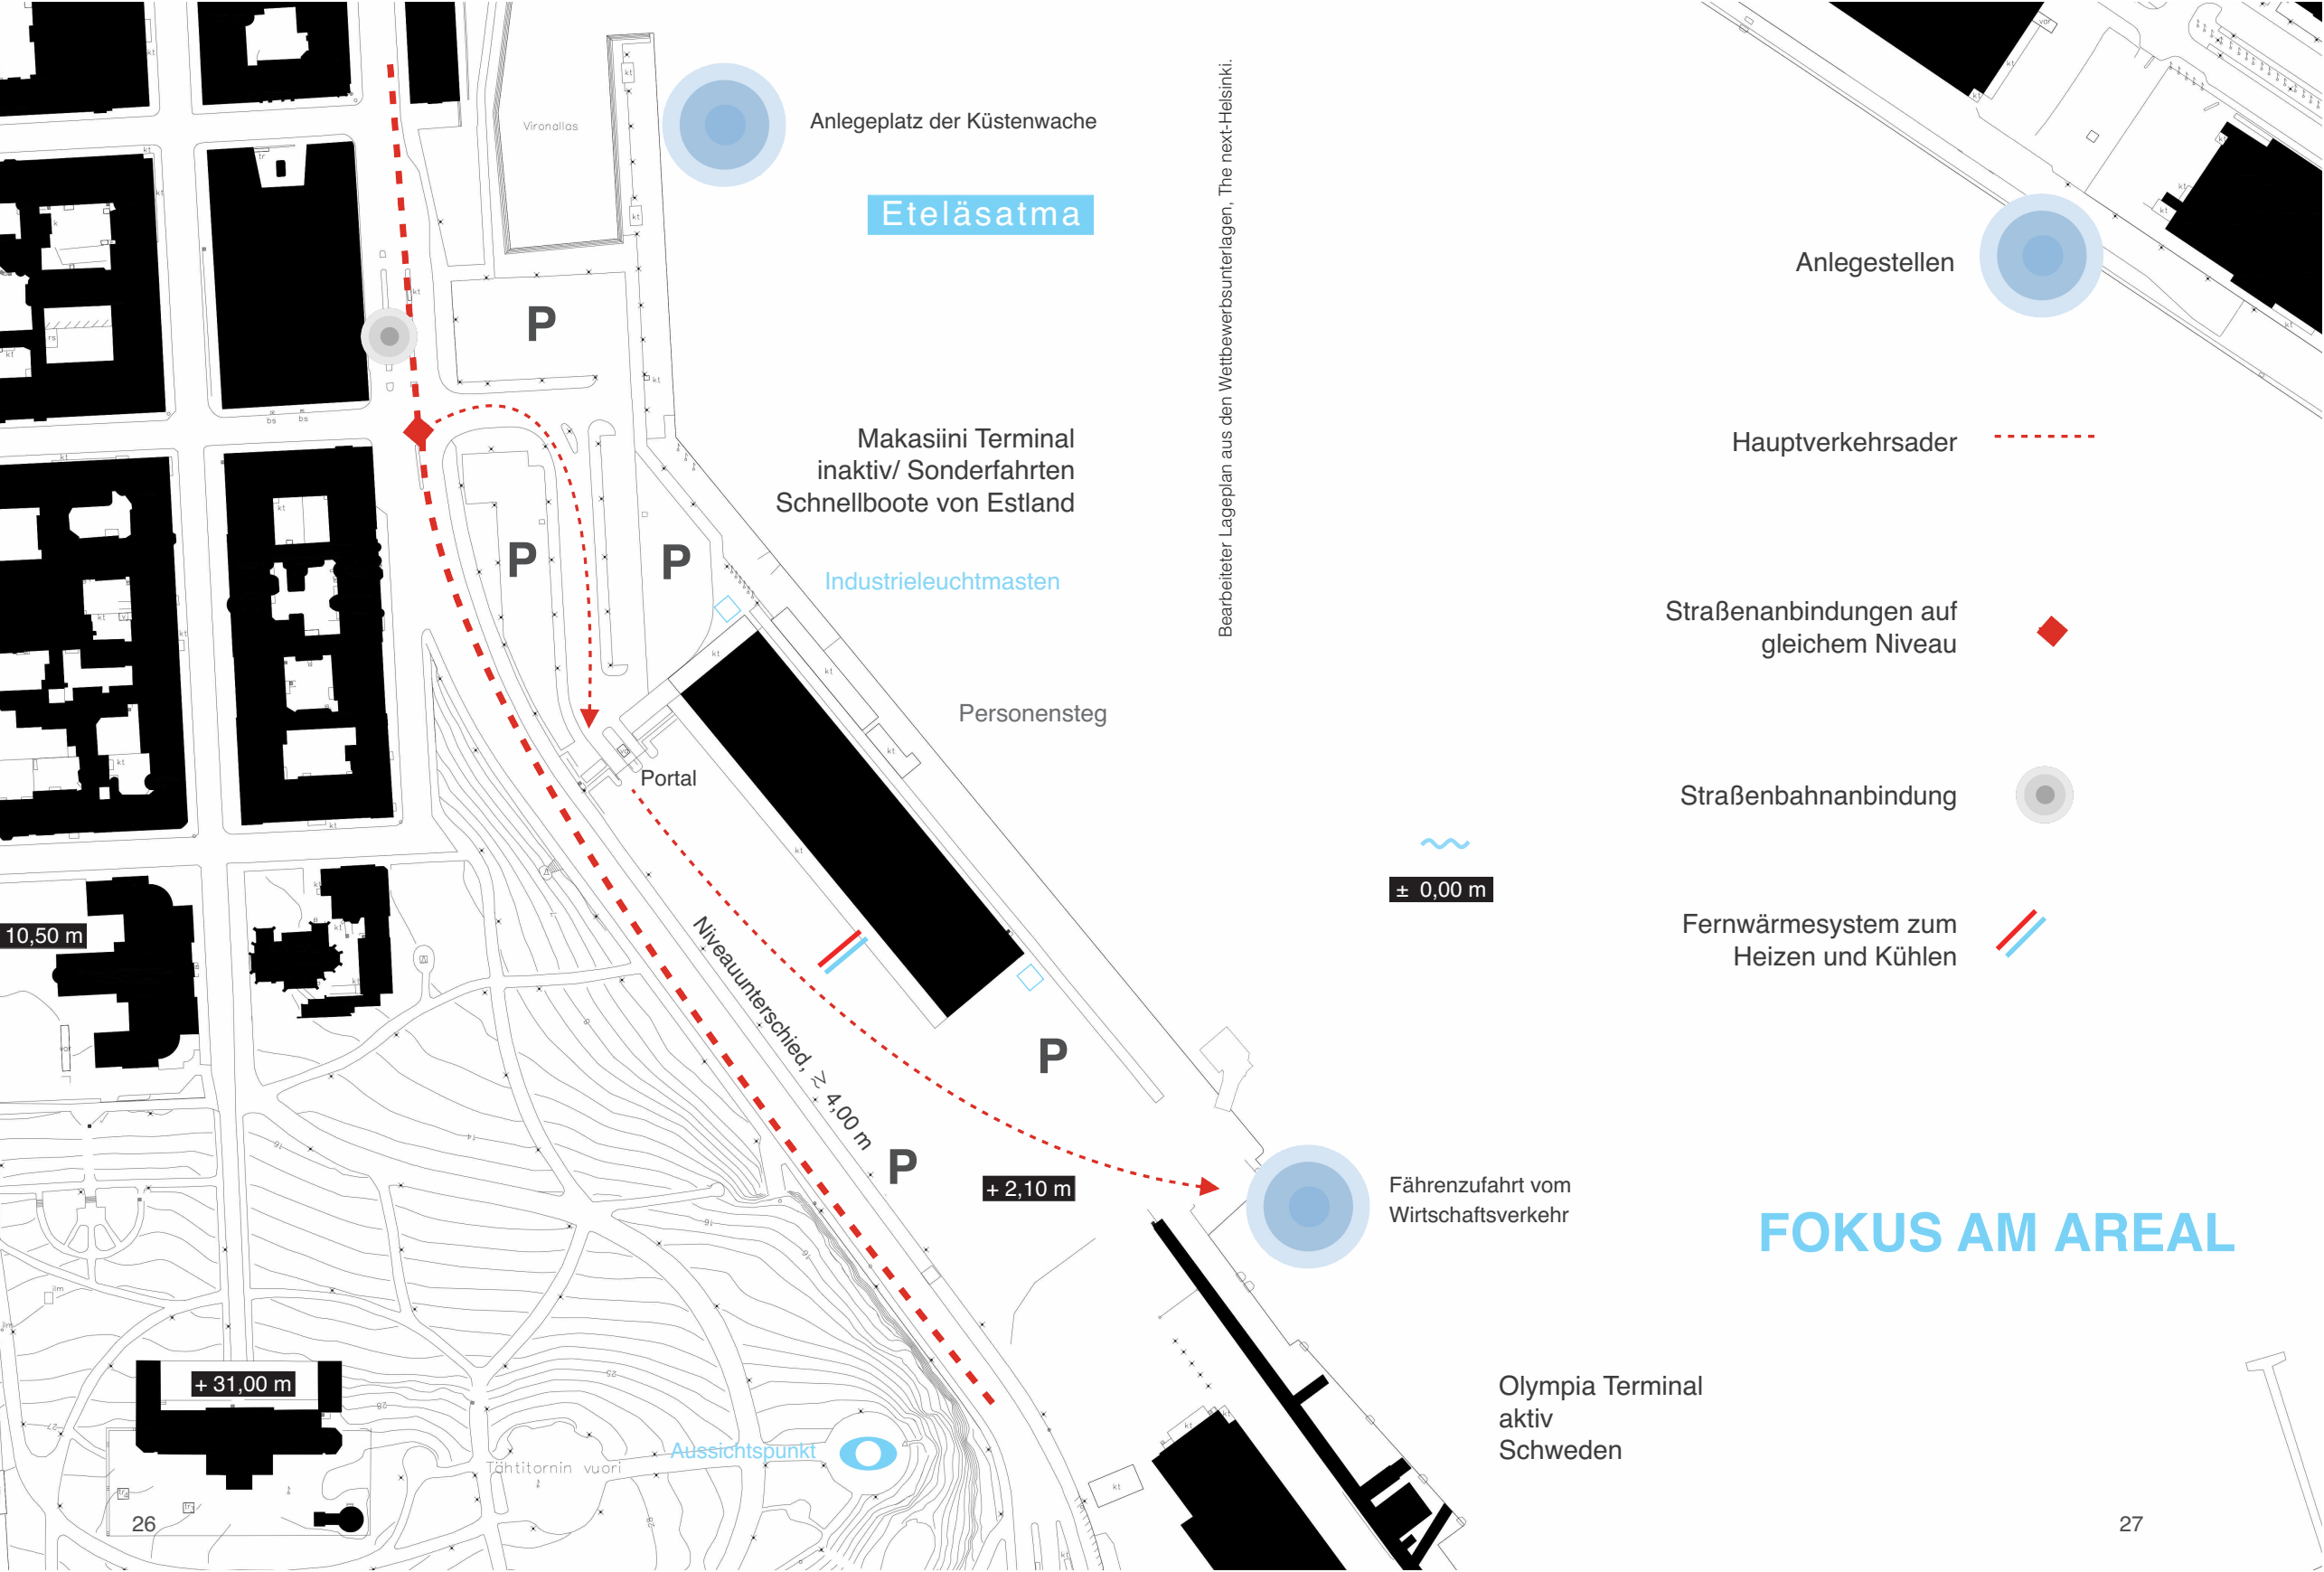 Vironallas
Anlegeplatz der Küstenwache
Eteläsatma
P
Makasiini Terminal
inaktiv/ Sonderfahrten
Schnellboote von Estland
P
P
Industrieleuchtmasten
Personensteg
Portal
Niveauunterschied, ≥ 4,00 m
P
P
10,50 m
+ 2,10 m
+ 31,00 m
Aussichtspunkt
Tähtitornin vuori
26
Bearbeiteter Lageplan aus den Wettbewerbsunterlagen, The next-Helsinki.
Anlegestellen
Hauptverkehrsader
Straßenanbindungen auf
gleichem Niveau
Straßenbahnanbindung
± 0,00 m
Fernwärmesystem zum
Heizen und Kühlen
Fährenzufahrt vom
Wirtschaftsverkehr
FOKUS AM AREAL
Olympia Terminal
aktiv
Schweden
27